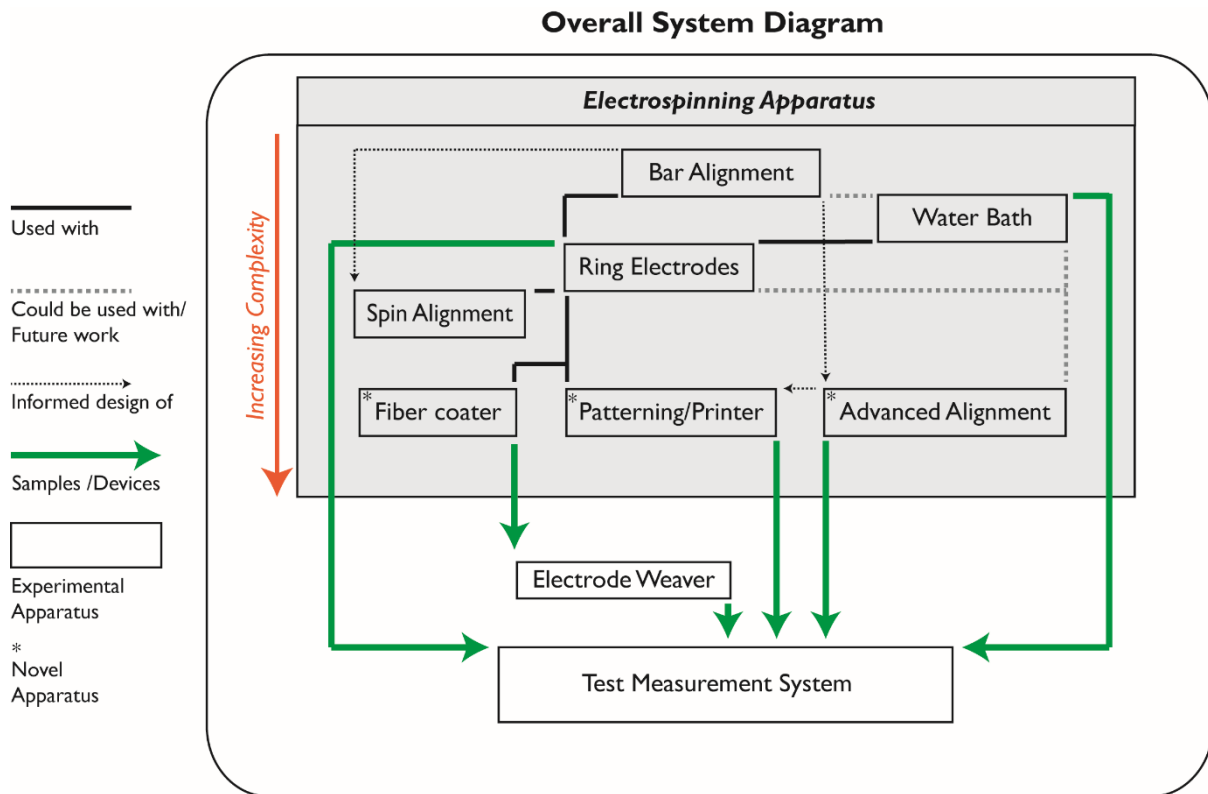 Overall System Diagram
Electrospinning Apparatus
Bar Alignment
Water Bath
Ring Electrodes
Spin Alignment
* Fiber coater
* Patterning/Printer
* Advanced Alignment
Increasing Complexity
Electrode Weaver
Test Measurement System
Used with
Could be used with/
Future work
Informed design of
Samples /Devices
Experimental
Apparatus
*
Novel
Apparatus